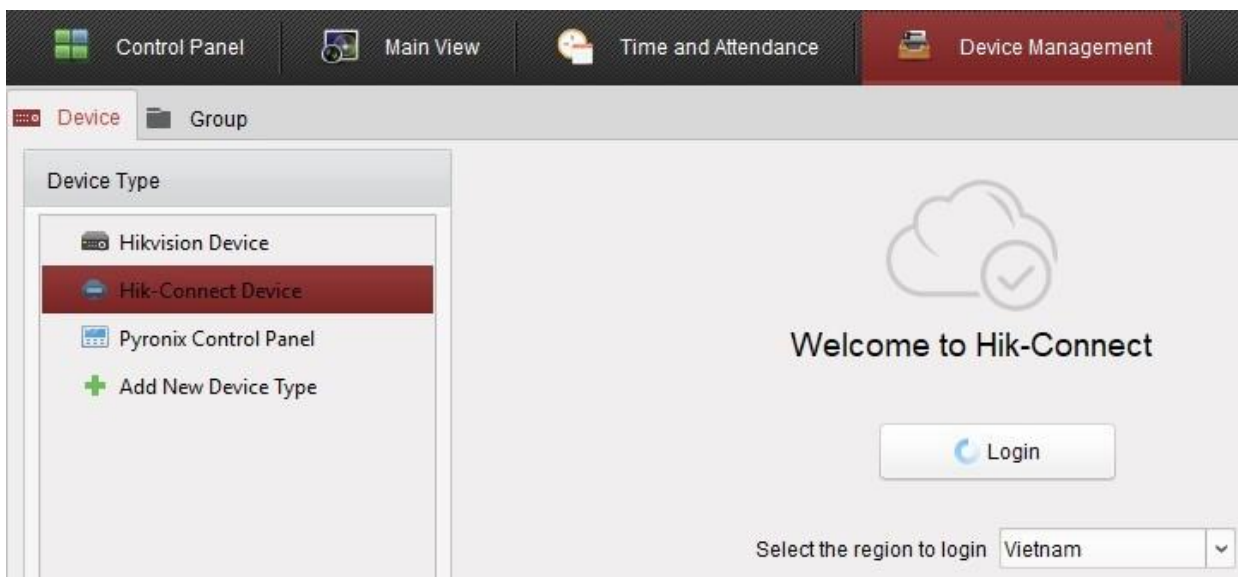 Control Panel Main View Time and Attendance Device Management
Device Group
Device Type
Hikvision Device
Hik-Connect Device
Pyronix Control Panel
Add New Device Type
Welcome to Hik-Connect
Login
Select the region to login Vietnam